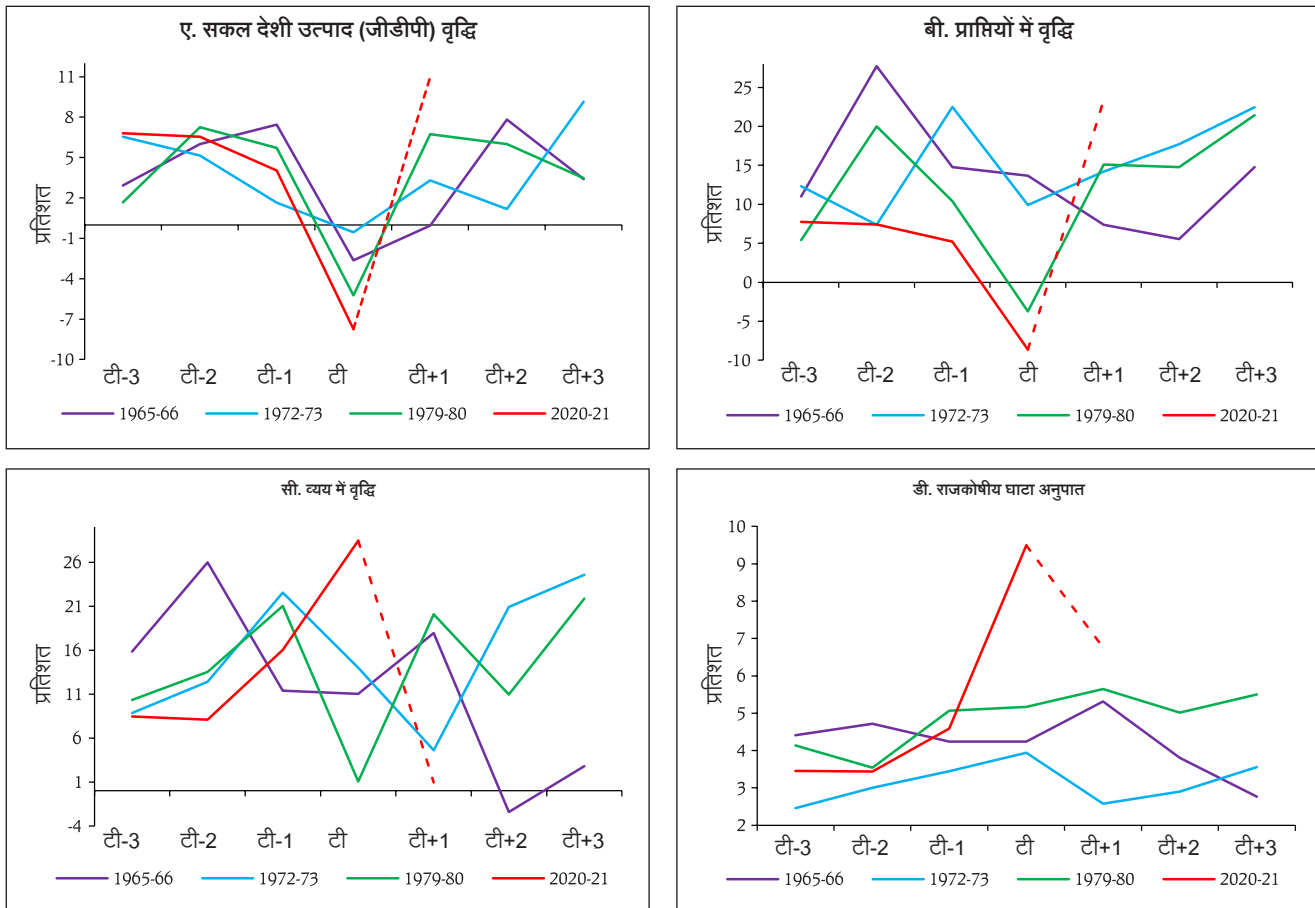 ए. सकल देशी उत्पाद (जीडीपी) वृद्धि
प्रतिशत
11
8
5
2
-1
-4
-7
-10
टी-3 टी-2 टी-1 टी टी+1 टी+2 टी+3
1965-66 1972-73 1979-80 2020-21
बी. प्राप्तियों में वृद्धि
प्रतिशत
25
20
15
10
5
0
-5
-10
टी-3 टी-2 टी-1 टी टी+1 टी+2 टी+3
1965-66 1972-73 1979-80 2020-21
सी. व्यय में वृद्धि
प्रतिशत
26
21
16
11
6
1
-4
टी-3 टी-2 टी-1 टी टी+1 टी+2 टी+3
1965-66 1972-73 1979-80 2020-21
डी. राजकोषीय घाटा अनुपात
प्रतिशत
10
9
8
7
6
5
4
3
2
टी-3 टी-2 टी-1 टी टी+1 टी+2 टी+3
1965-66 1972-73 1979-80 2020-21